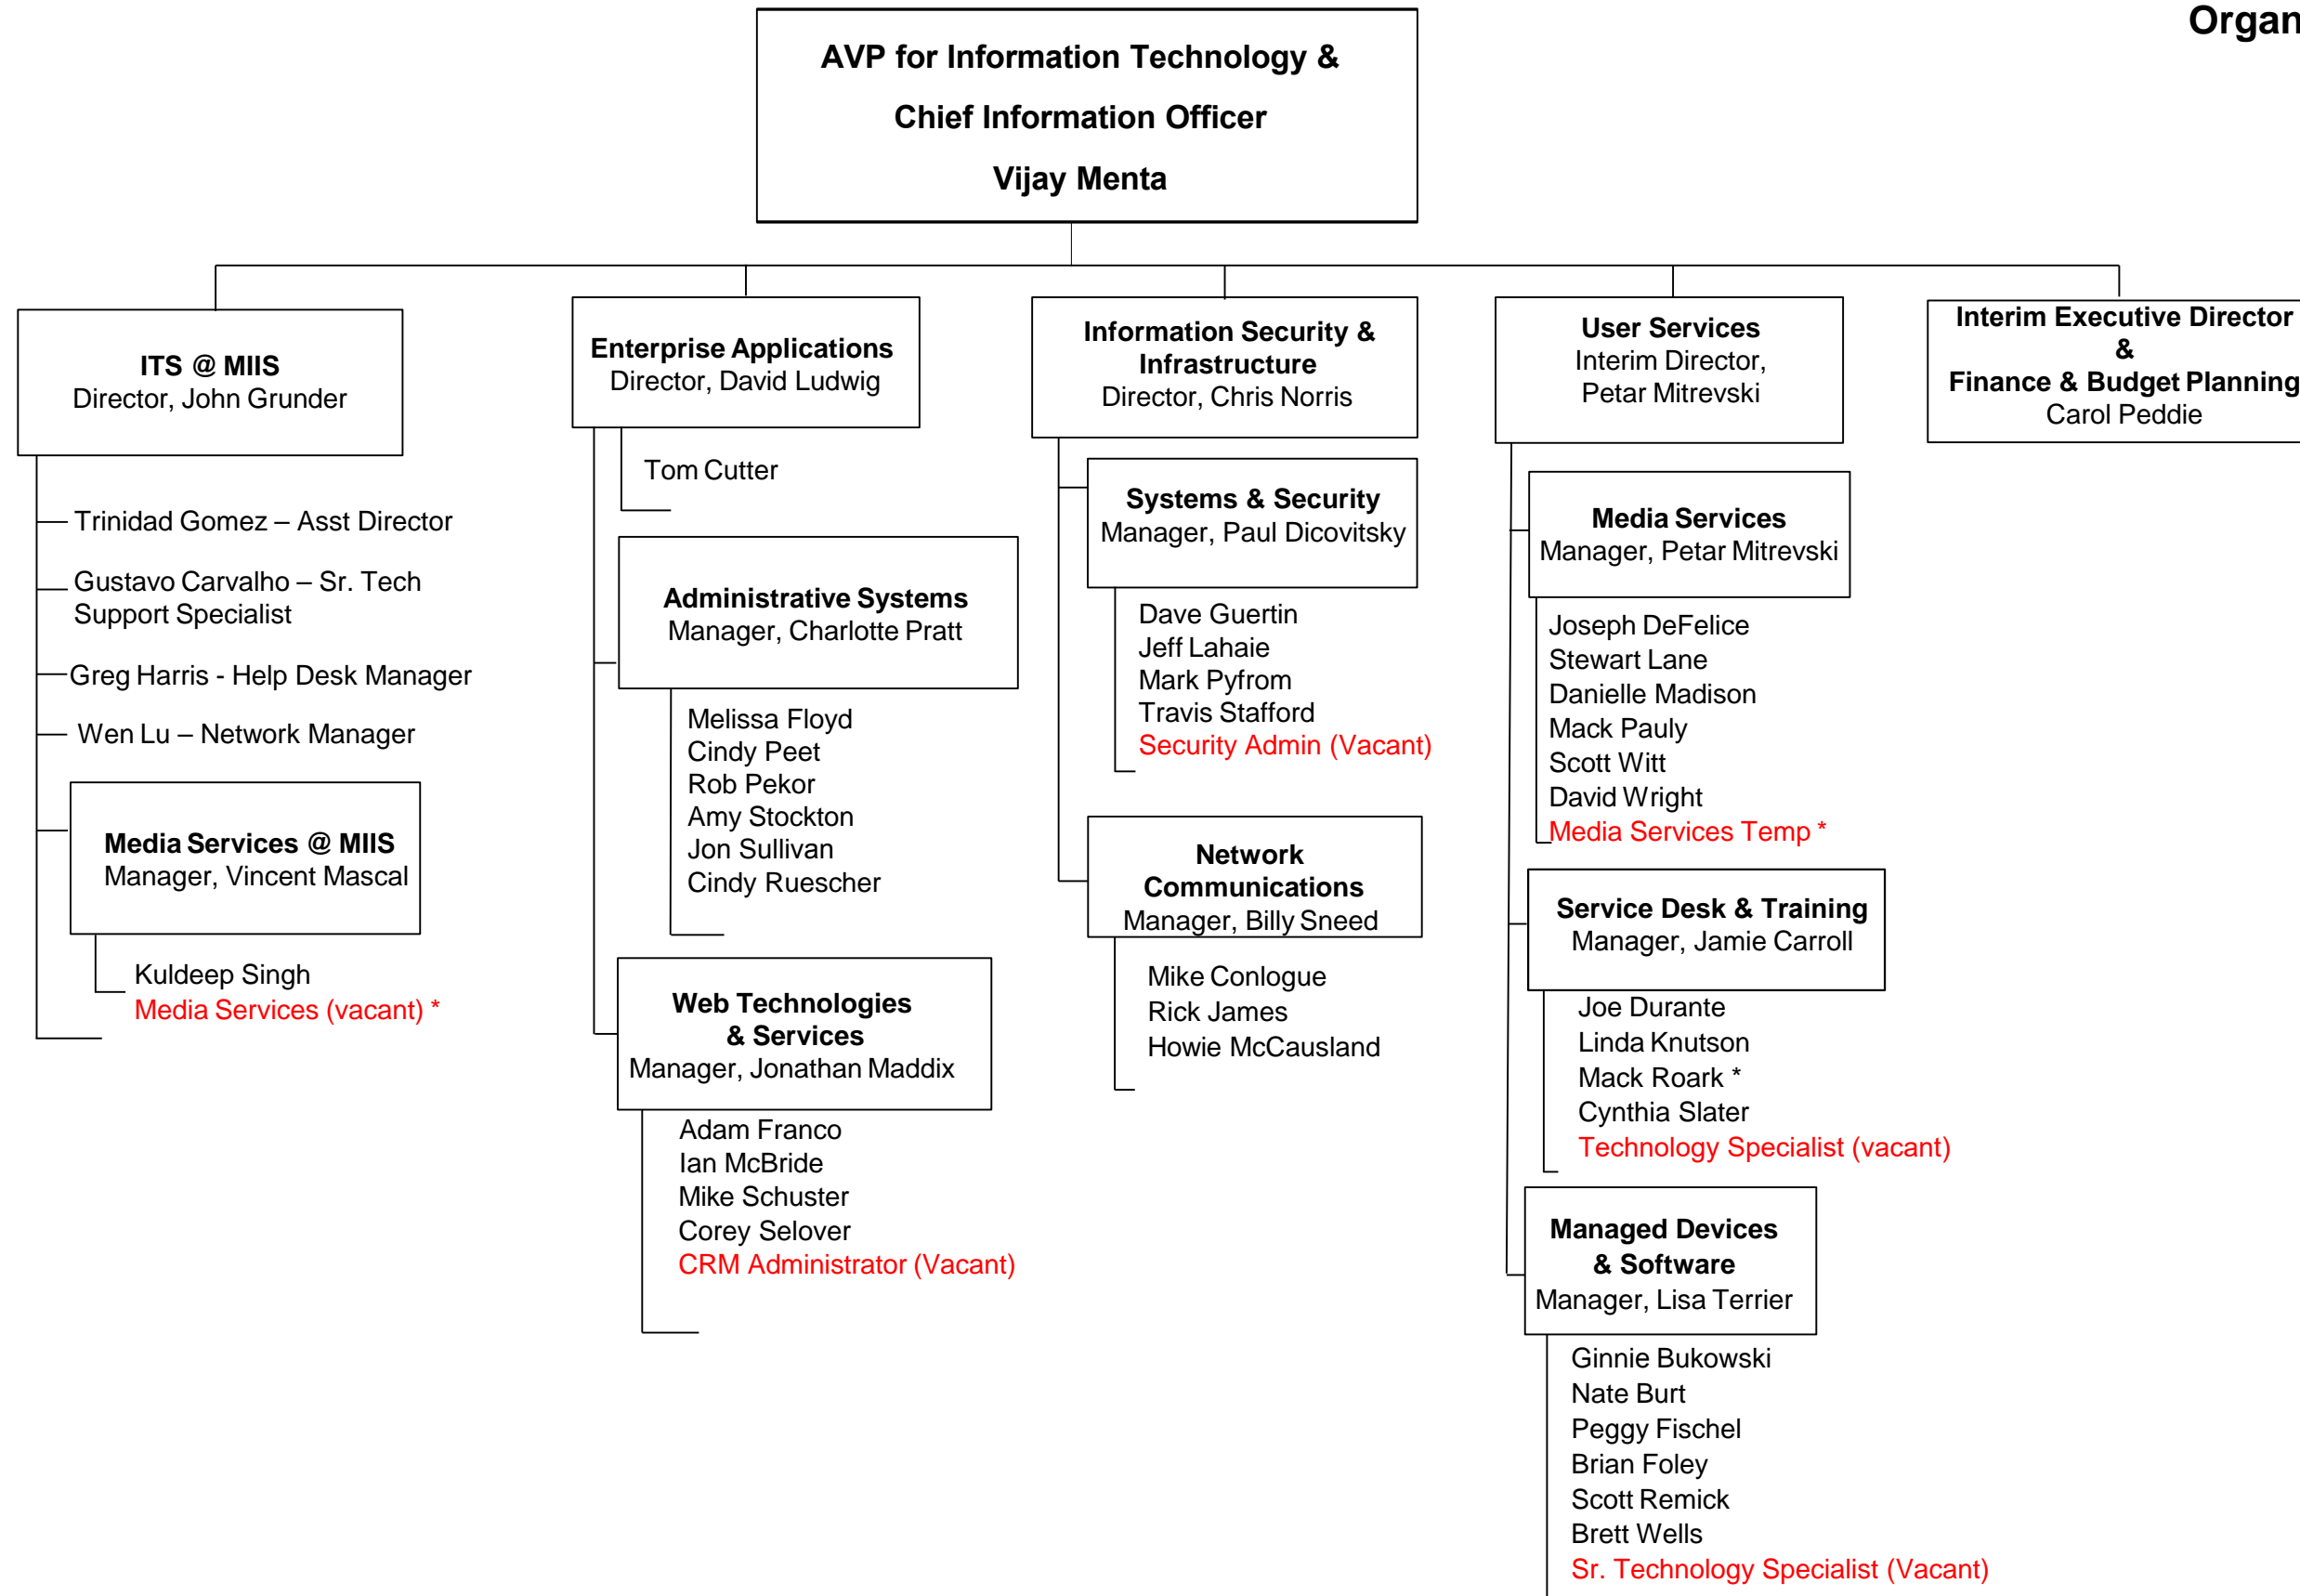 Organ
AVP for Information Technology &
Chief Information Officer
Vijay Menta
ITS @ MIIS
Director, John Grunder
Trinidad Gomez – Asst Director
Gustavo Carvalho – Sr. Tech
Support Specialist
Greg Harris - Help Desk Manager
Wen Lu – Network Manager
Media Services @ MIIS
Manager, Vincent Mascal
Kuldeep Singh
Media Services (vacant) *
Enterprise Applications
Director, David Ludwig
Tom Cutter
Administrative Systems
Manager, Charlotte Pratt
Melissa Floyd
Cindy Peet
Rob Pekor
Amy Stockton
Jon Sullivan
Cindy Ruescher
Web Technologies
& Services
Manager, Jonathan Maddix
Adam Franco
Ian McBride
Mike Schuster
Corey Selover
CRM Administrator (Vacant)
Information Security &
Infrastructure
Director, Chris Norris
Systems & Security
Manager, Paul Dicovitsky
Dave Guertin
Jeff Lahaie
Mark Pyfrom
Travis Stafford
Security Admin (Vacant)
Network
Communications
Manager, Billy Sneed
Mike Conlogue
Rick James
Howie McCausland
User Services
Interim Director,
Petar Mitrevski
Media Services
Manager, Petar Mitrevski
Joseph DeFelice
Stewart Lane
Danielle Madison
Mack Pauly
Scott Witt
David Wright
Media Services Temp *
Service Desk & Training
Manager, Jamie Carroll
Joe Durante
Linda Knutson
Mack Roark *
Cynthia Slater
Technology Specialist (vacant)
Managed Devices
& Software
Manager, Lisa Terrier
Ginnie Bukowski
Nate Burt
Peggy Fischel
Brian Foley
Scott Remick
Brett Wells
Sr. Technology Specialist (Vacant)
Interim Executive Director
&
Finance & Budget Planning
Carol Peddie